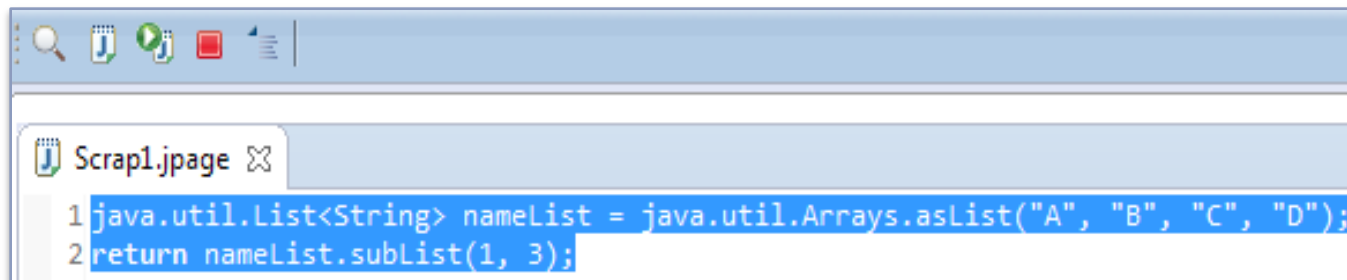 Scrap1.jpage
1 java.util.List<String> nameList = java.util.Arrays.asList("A", "B", "C", "D");
2 return nameList.subList(1, 3);